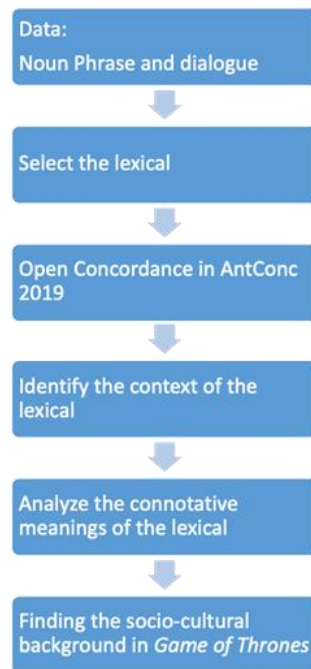 Data:
Noun Phrase and dialogue
Select the lexical
Open Concordance in AntConc
2019
Identify the context of the
lexical
Analyze the connotative
meanings of the lexical
Finding the socio-cultural
background in Game of Thrones